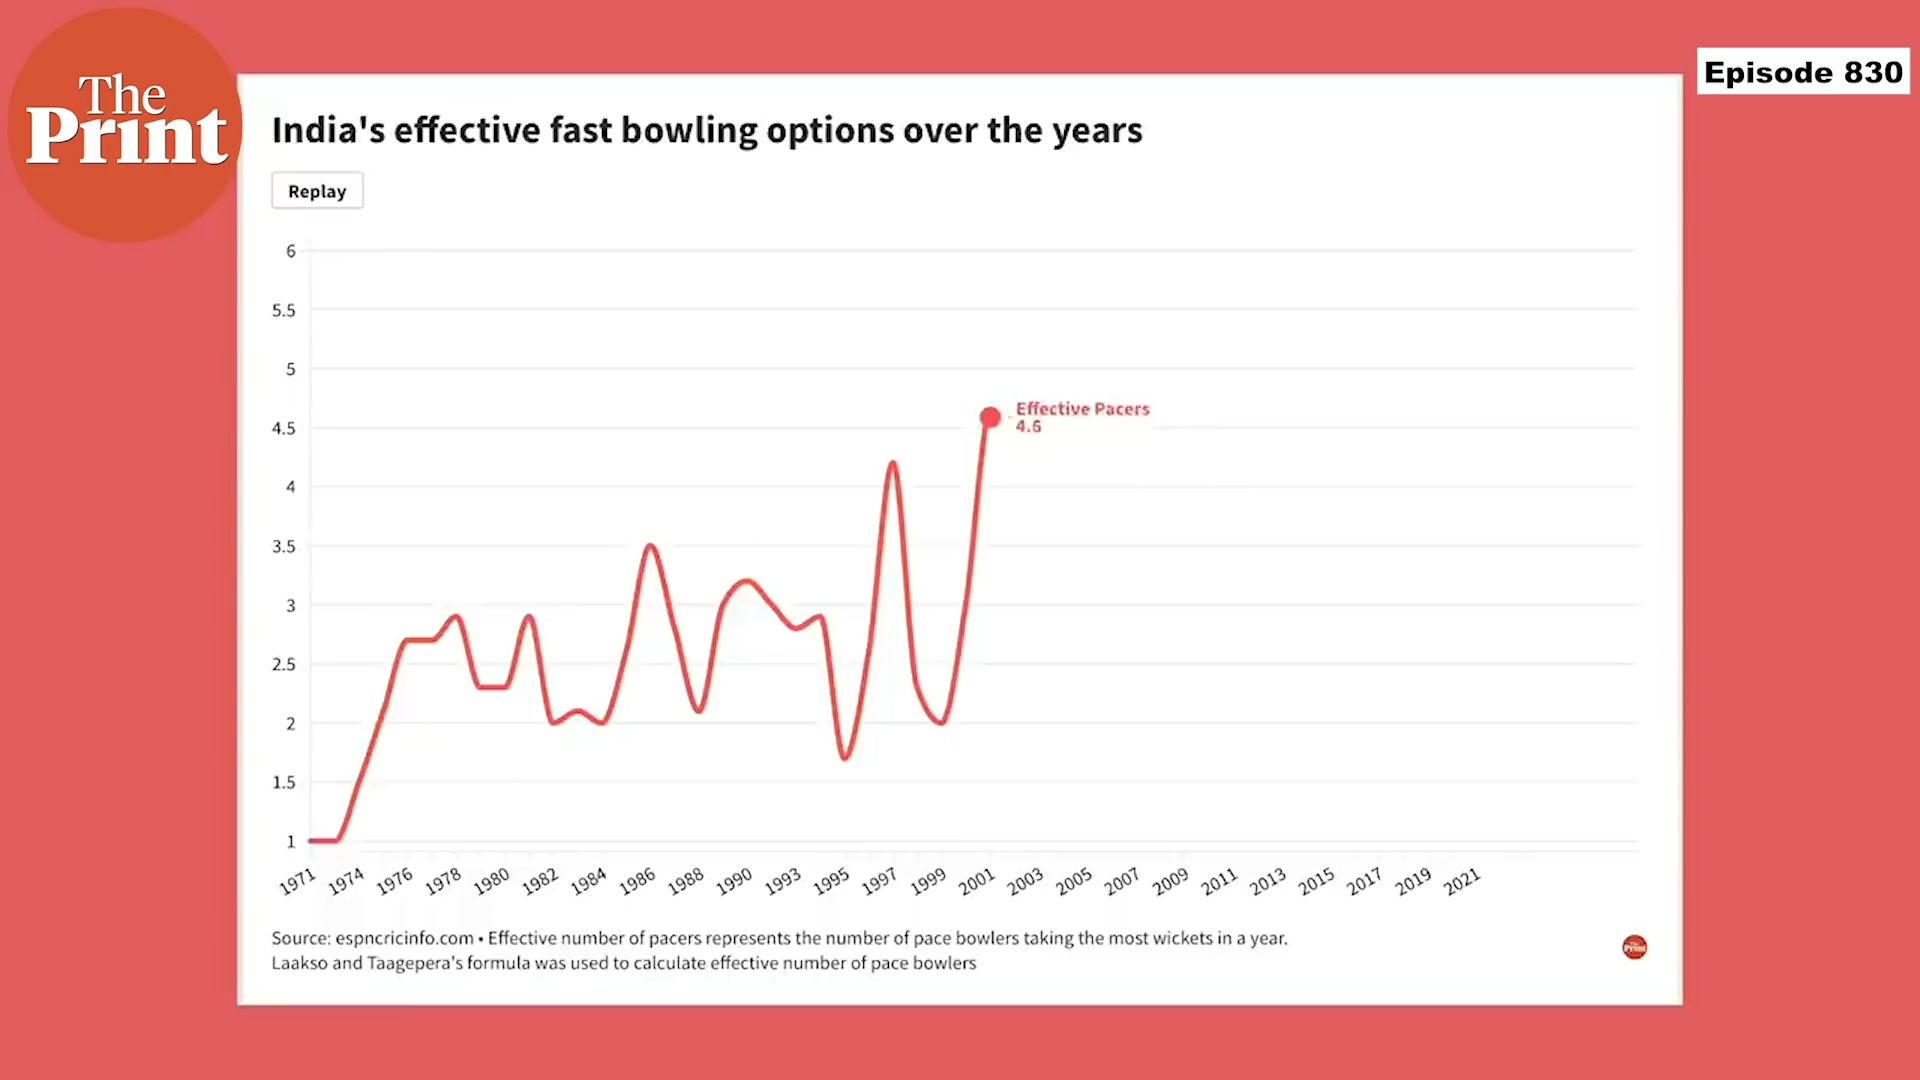 The
Print
Episode 830
India's effective fast bowling options over the years
Replay
6
5.5
5
4.5
4
3.5
3
2.5
2
1.5
1
Effective Pacers
4.6
1971 1974 1976 1978 1980 1982 1984 1986 1988 1990 1993 1995 1997 1999 2001 2003 2005 2007 2009 2011 2013 2015 2017 2019 2021
Source: espncricinfo.com • Effective number of pacers represents the number of pace bowlers taking the most wickets in a year.
Laakso and Taagepera's formula was used to calculate effective number of pace bowlers
The
Print